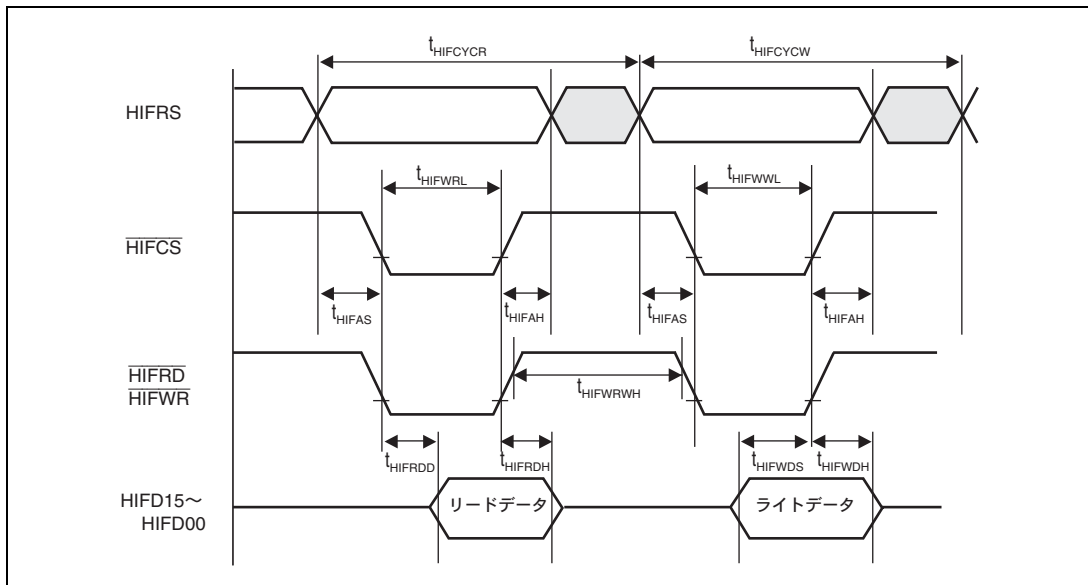 tHIFCYCR tHIFCYCW
HIFRS
tHIFWRL tHIFWWL
HIFCS
tHIFAS tHIFAH tHIFAS tHIFAH
HIFRD
HIFWR
tHIFWRWH
tHIFRDD tHIFRDH tHIFWDS tHIFWDH
HIFD15～
HIFD00
リードデータ ライトデータ